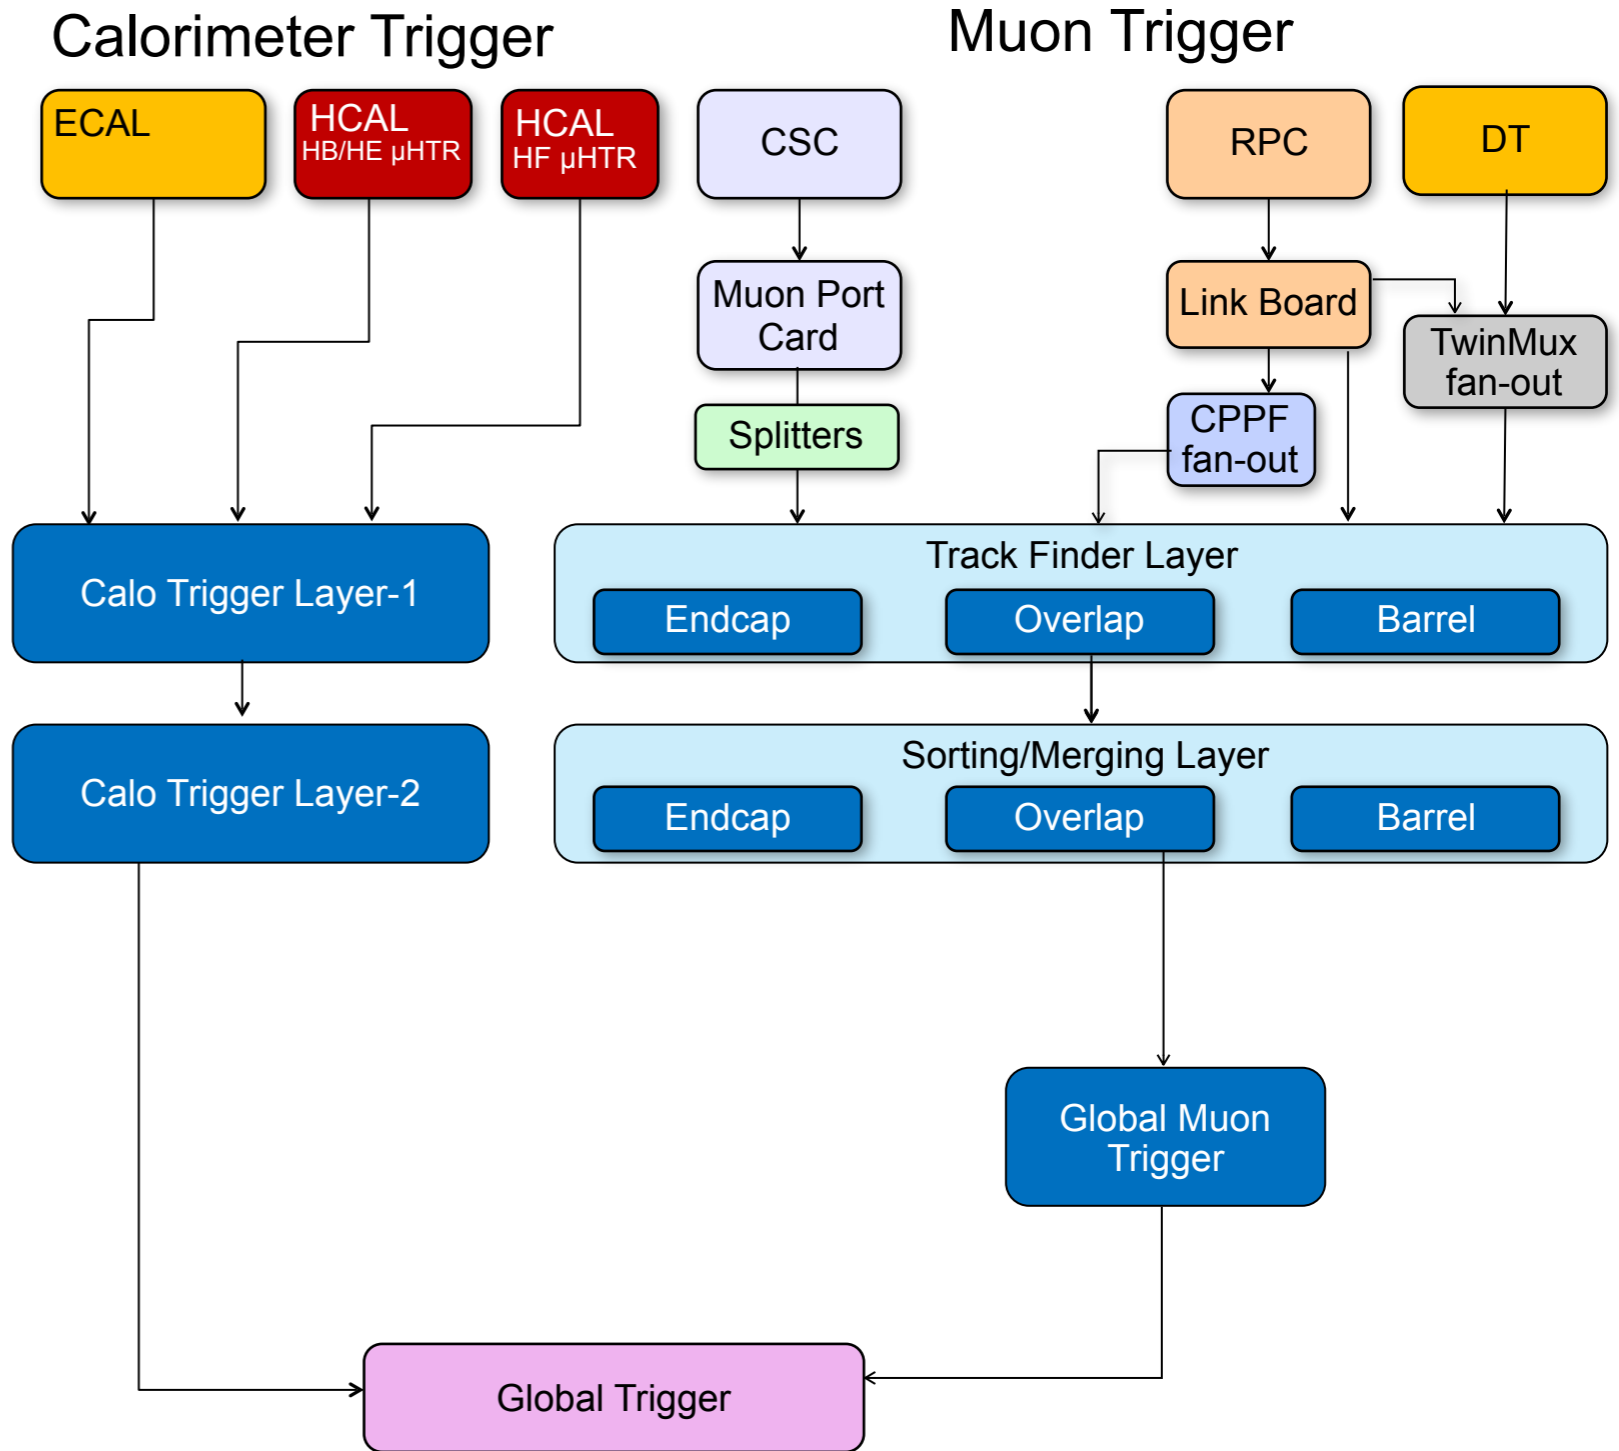 Calorimeter Trigger
Muon Trigger
ECAL
HCAL
HB/HE µHTR
HCAL
HF µHTR
CSC
RPC
DT
Muon Port
Card
Link Board
TwinMux
fan-out
Splitters
CPPF
fan-out
Calo Trigger Layer-1
Track Finder Layer
Endcap
Overlap
Barrel
Calo Trigger Layer-2
Sorting/Merging Layer
Endcap
Overlap
Barrel
Global Muon
Trigger
Global Trigger